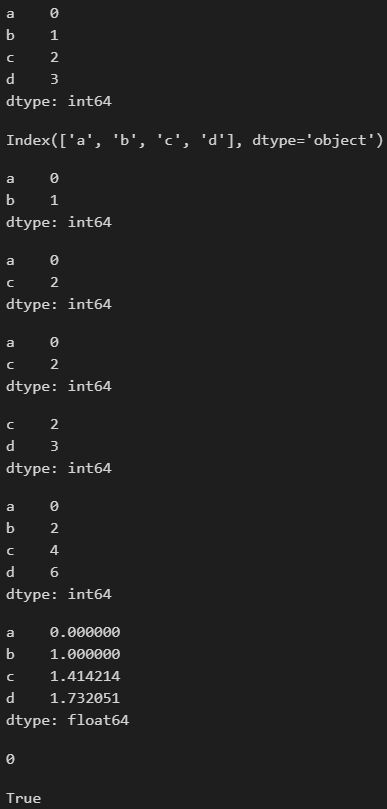 a    0
b    1
c    2
d    3
dtype: int64
Index(['a', 'b', 'c', 'd'], dtype='object')
a    0
b    1
dtype: int64
a    0
c    2
dtype: int64
a    0
c    2
dtype: int64
c    2
d    3
dtype: int64
a    0
b    2
c    4
d    6
dtype: int64
a    0.000000
b    1.000000
c    1.414214
d    1.732051
dtype: float64
0
True